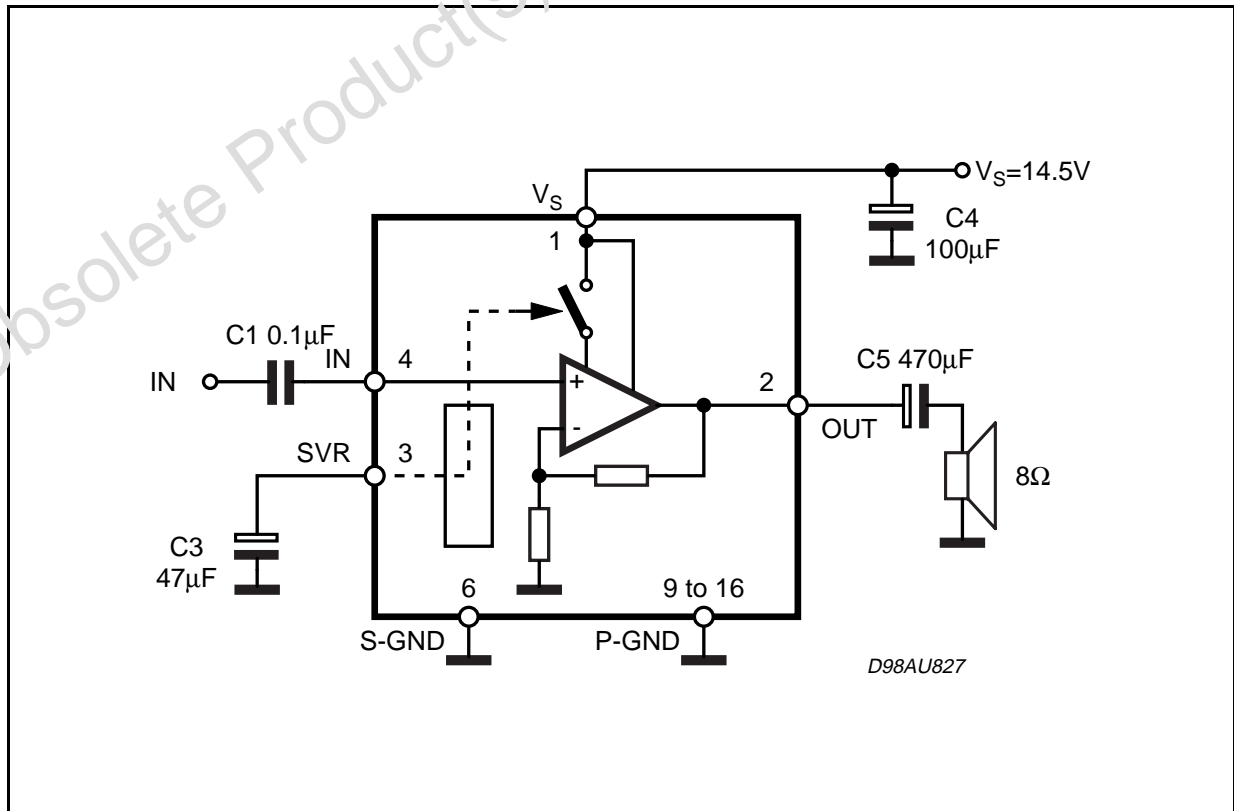 Obsolete Product(s)
V_S=14.5V
V_S
C4
100μF
1
C1 0.1μF
IN
4
IN
+
-
2
C5 470μF
OUT
SVR
3
8Ω
C3
47μF
6
9 to 16
S-GND
P-GND
D98AU827